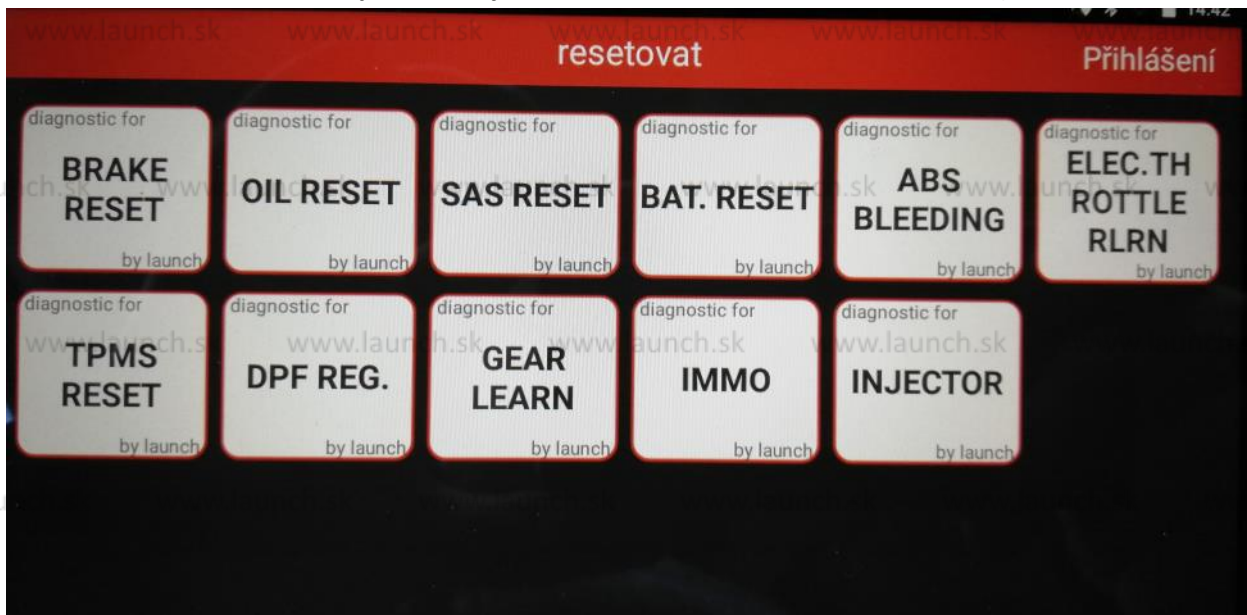 14:42
resetovat
Přihlášení
diagnostic for
BRAKE
RESET
by launch
diagnostic for
OIL RESET
by launch
diagnostic for
SAS RESET
by launch
diagnostic for
BAT. RESET
by launch
diagnostic for
ABS
BLEEDING
by launch
diagnostic for
ELEC.TH
ROTTLE
RLRN
by launch
diagnostic for
TPMS
RESET
by launch
diagnostic for
DPF REG.
by launch
diagnostic for
GEAR
LEARN
by launch
diagnostic for
IMMO
by launch
diagnostic for
INJECTOR
by launch
www.launch.sk